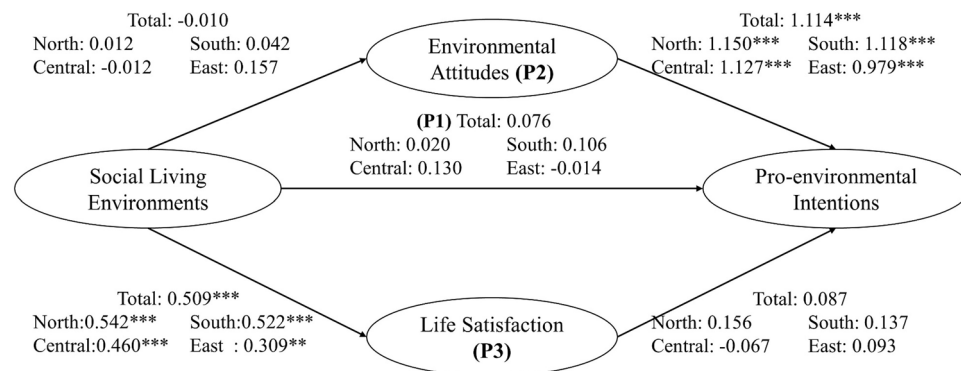 Total: -0.010
North: 0.012 South: 0.042
Central: -0.012 East: 0.157
Environmental
Attitudes (P2)
Total: 1.114***
North: 1.150*** South: 1.118***
Central: 1.127*** East: 0.979***
(P1) Total: 0.076
North: 0.020 South: 0.106
Central: 0.130 East: -0.014
Social Living
Environments
Pro-environmental
Intentions
Total: 0.509***
North:0.542*** South:0.522***
Central:0.460*** East : 0.309**
Life Satisfaction
(P3)
Total: 0.087
North: 0.156 South: 0.137
Central: -0.067 East: 0.093